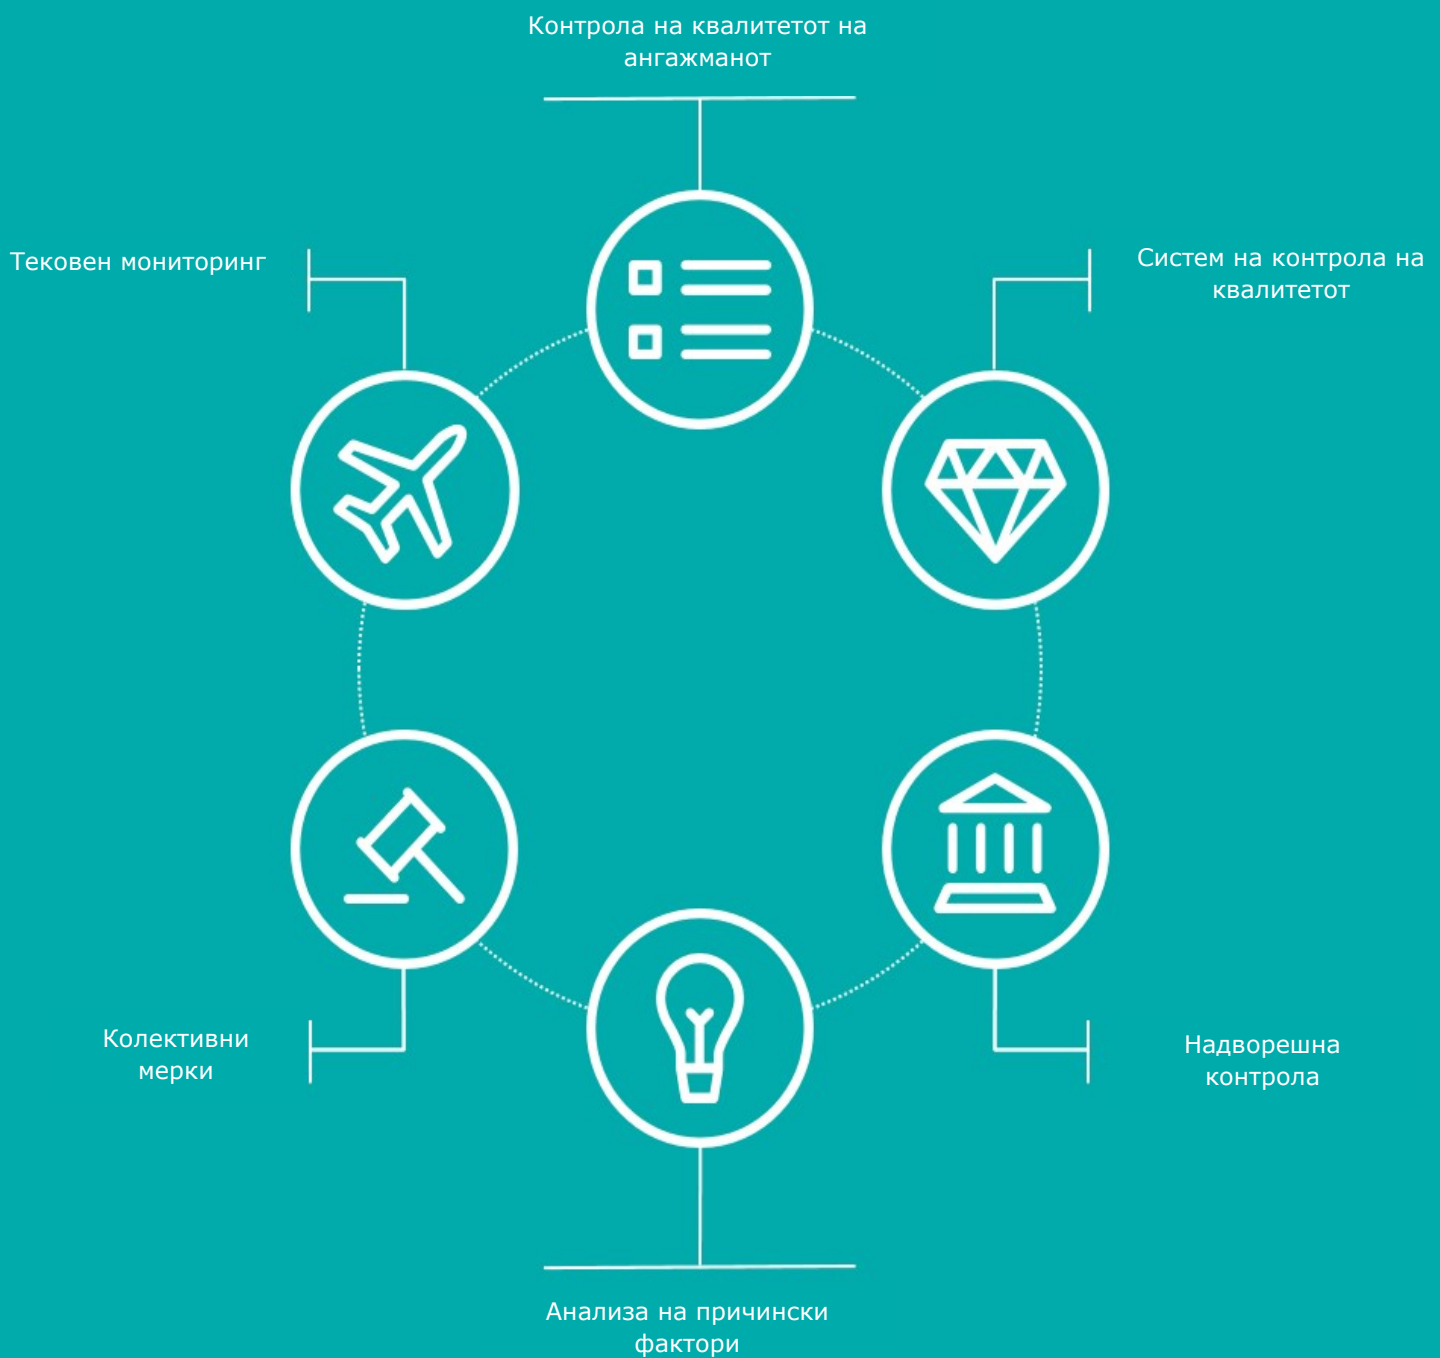 Контрола на квалитетот на
ангажманот
Тековен мониторинг
Систем на контрола на
квалитетот
Колективни
мерки
Надворешна
контрола
Анализа на причински
фактори